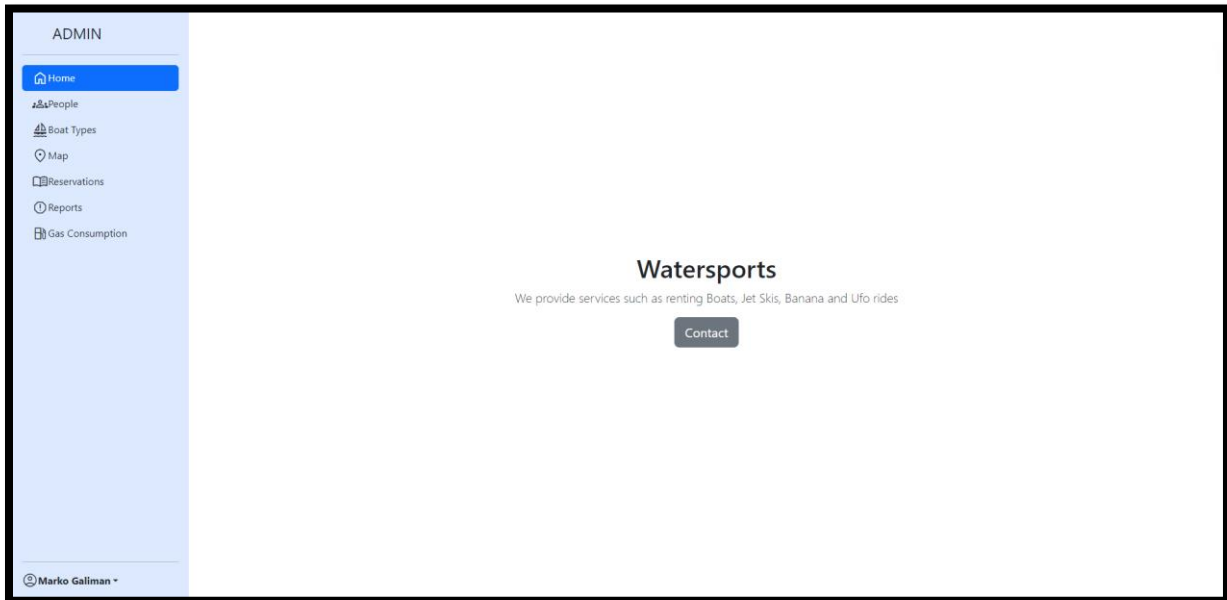 ADMIN
Home
People
Boat Types
Map
Reservations
Reports
Gas Consumption
Watersports
We provide services such as renting Boats, Jet Skis, Banana and Ufo rides
Contact
Marko Galiman